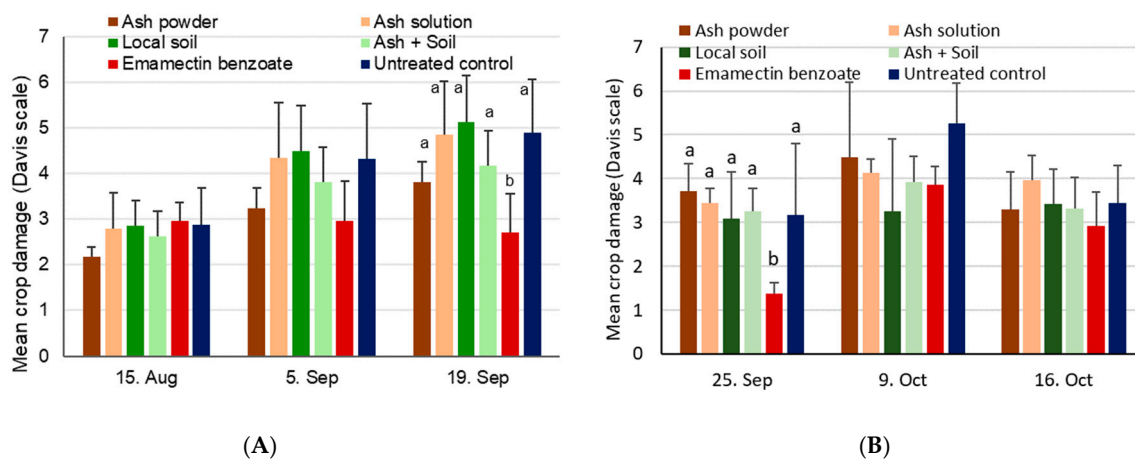 Ash powder Ash solution
Local soil Ash + Soil
Emamectin benzoate Untreated control
Mean crop damage (Davis scale)
7
6
5
4
3
2
1
0
a a a a a b a
15. Aug 5. Sep 19. Sep
(A)
Ash powder Ash solution
Local soil Ash + Soil
Emamectin benzoate Untreated control
Mean crop damage (Davis scale)
7
6
5
4
3
2
1
0
a a a a b a
25. Sep 9. Oct 16. Oct
(B)